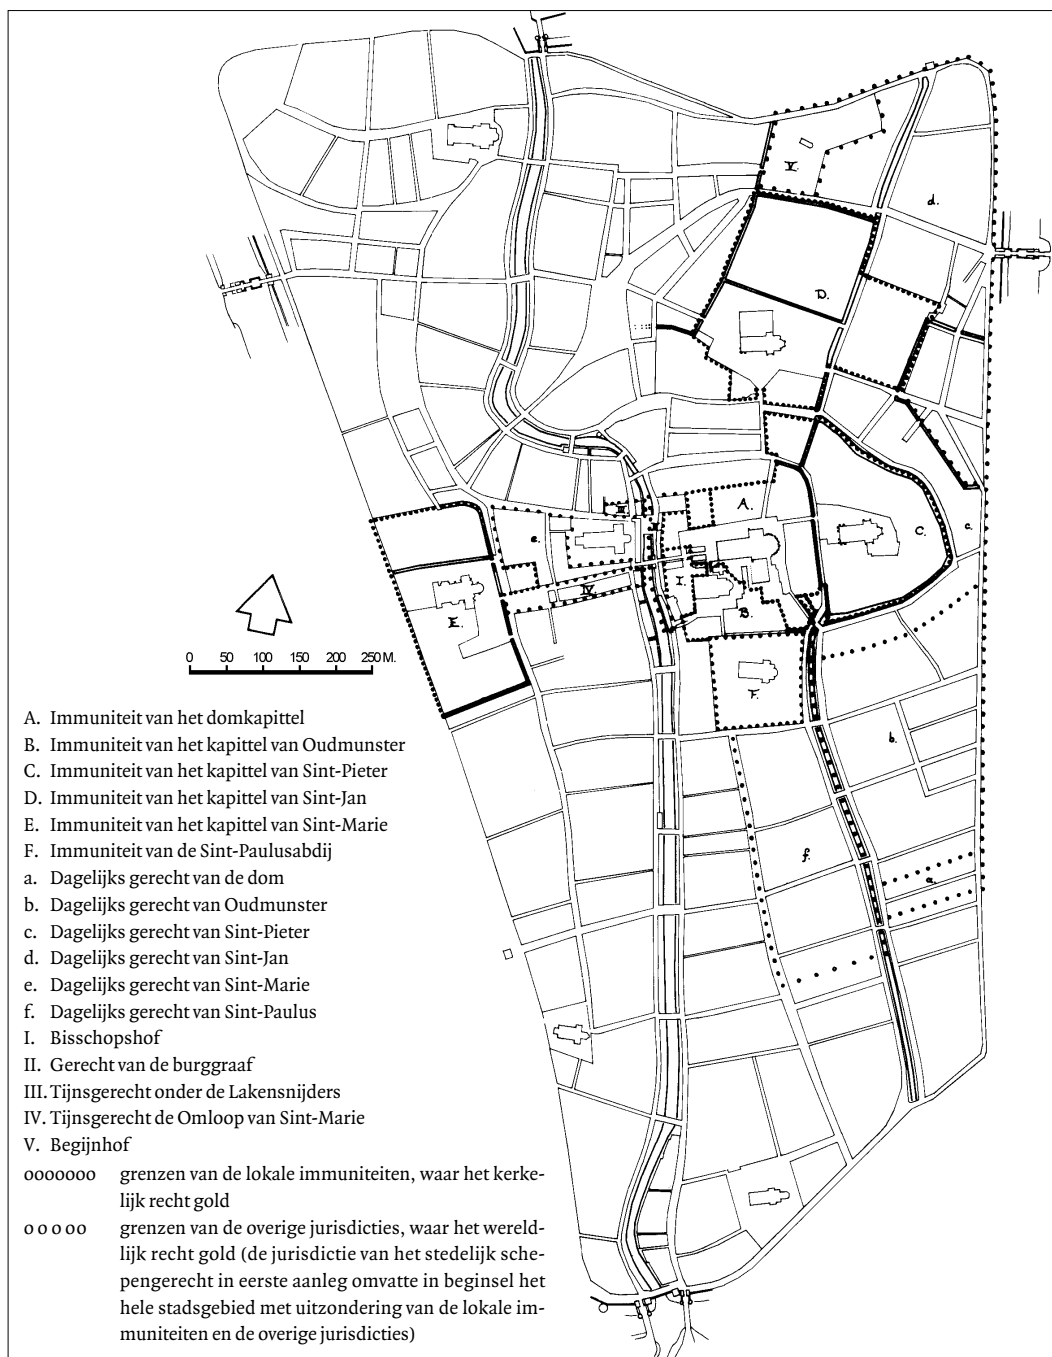 V.
d.
D.
A.
III
II
C.
c.
e.
I.
IV.
E.
B.
F.
0 50 100 150 200 250 M.
b.
f.
a.
A. Immuniteit van het domkapittel
B. Immuniteit van het kapittel van Oudmunster
C. Immuniteit van het kapittel van Sint-Pieter
D. Immuniteit van het kapittel van Sint-Jan
E. Immuniteit van het kapittel van Sint-Marie
F. Immuniteit van de Sint-Paulusabdij
a. Dagelijks gerecht van de dom
b. Dagelijks gerecht van Oudmunster
c. Dagelijks gerecht van Sint-Pieter
d. Dagelijks gerecht van Sint-Jan
e. Dagelijks gerecht van Sint-Marie
f. Dagelijks gerecht van Sint-Paulus
I. Bisschopshof
II. Gerecht van de burggraaf
III. Tijnsgerecht onder de Lakensnijders
IV. Tijnsgerecht de Omloop van Sint-Marie
V. Begijnhof
ooooooo grenzen van de lokale immuniteiten, waar het kerke-
lijk recht gold
o o o o o grenzen van de overige jurisdicties, waar het wereld-
lijk recht gold (de jurisdictie van het stedelijk sche-
pengerecht in eerste aanleg omvatte in beginsel het
hele stadsgebied met uitzondering van de lokale im-
muniteiten en de overige jurisdicties)